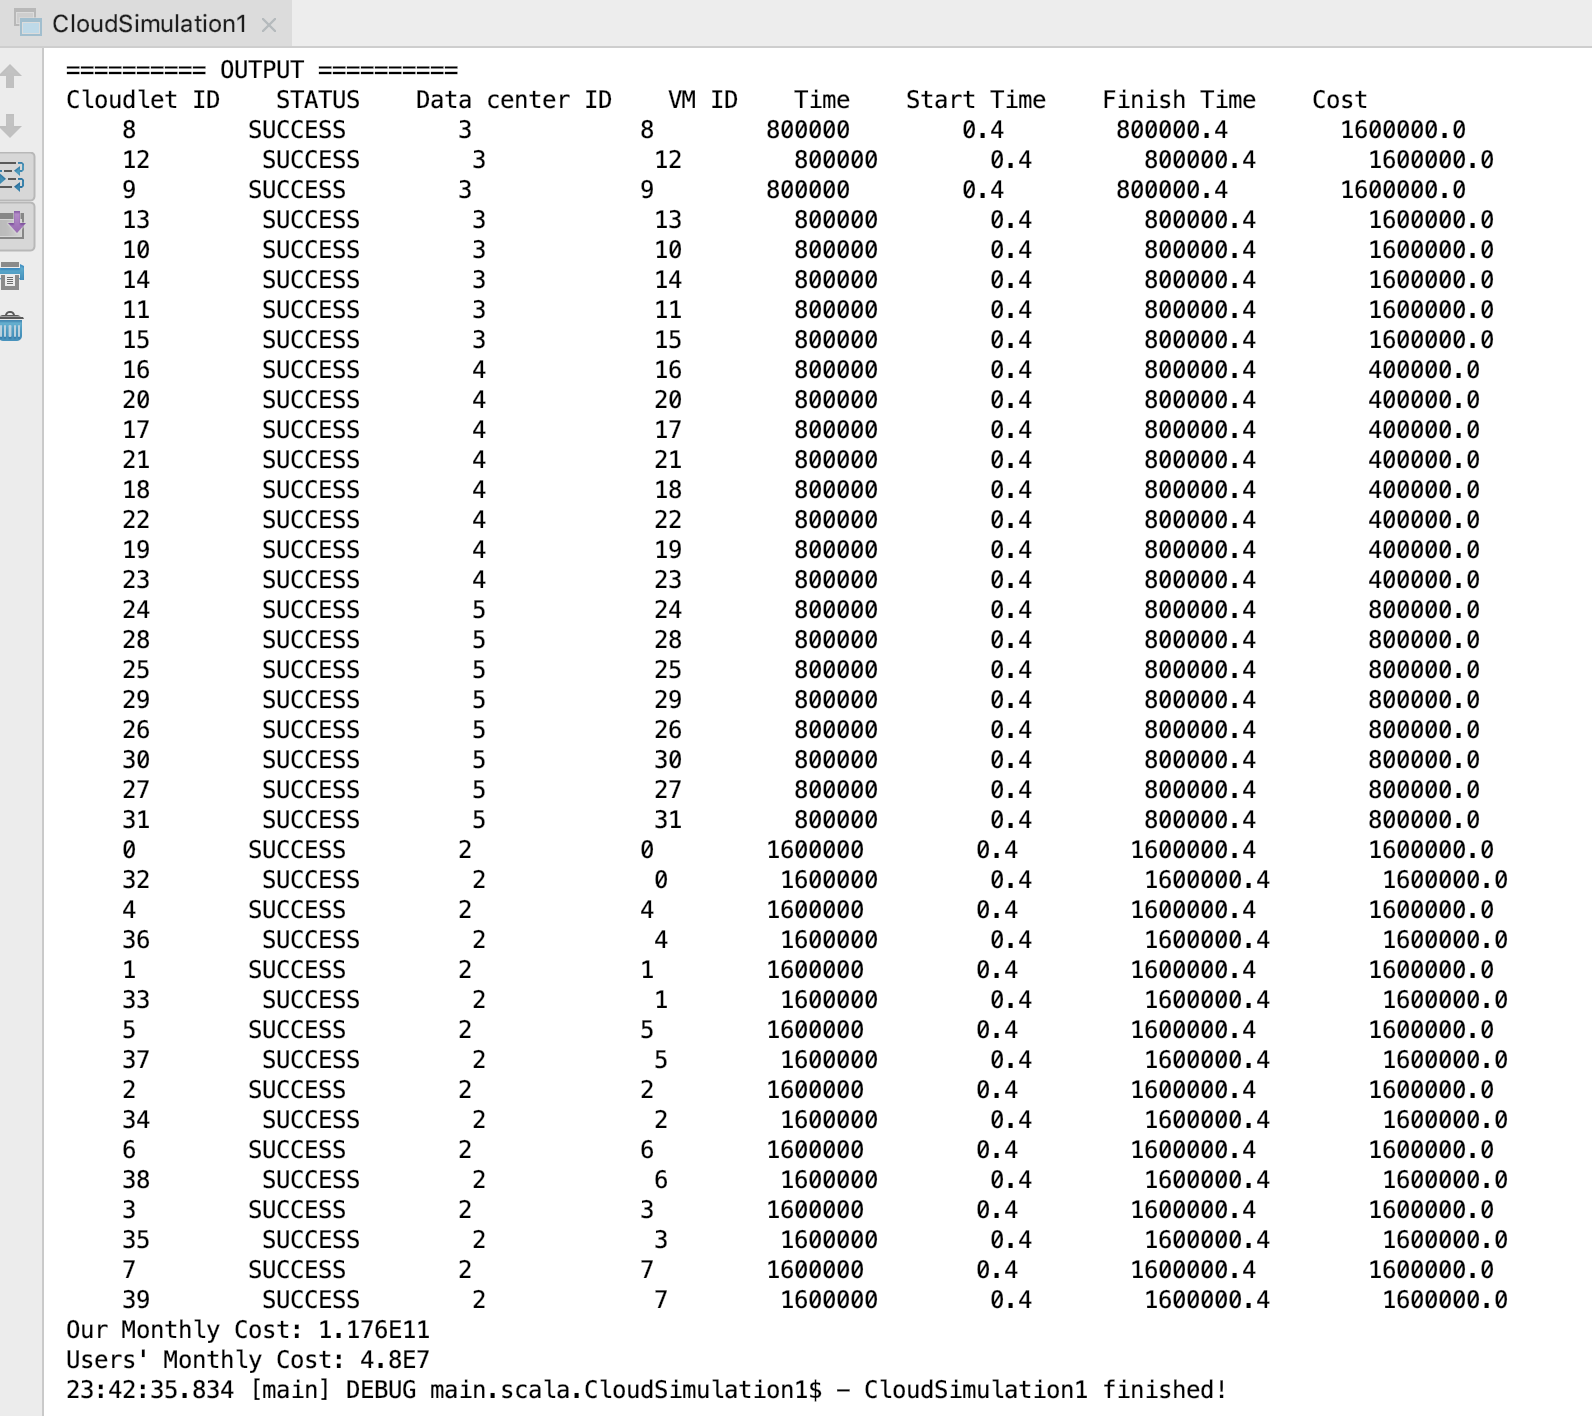 CloudSimulation1
========== OUTPUT ==========
Cloudlet ID    STATUS    Data center ID    VM ID    Time    Start Time    Finish Time    Cost
8        SUCCESS        3            8        800000        0.4        800000.4        1600000.0
12        SUCCESS        3            12        800000        0.4        800000.4        1600000.0
9        SUCCESS        3            9        800000        0.4        800000.4        1600000.0
13        SUCCESS        3            13        800000        0.4        800000.4        1600000.0
10        SUCCESS        3            10        800000        0.4        800000.4        1600000.0
14        SUCCESS        3            14        800000        0.4        800000.4        1600000.0
11        SUCCESS        3            11        800000        0.4        800000.4        1600000.0
15        SUCCESS        3            15        800000        0.4        800000.4        1600000.0
16        SUCCESS        4            16        800000        0.4        800000.4        400000.0
20        SUCCESS        4            20        800000        0.4        800000.4        400000.0
17        SUCCESS        4            17        800000        0.4        800000.4        400000.0
21        SUCCESS        4            21        800000        0.4        800000.4        400000.0
18        SUCCESS        4            18        800000        0.4        800000.4        400000.0
22        SUCCESS        4            22        800000        0.4        800000.4        400000.0
19        SUCCESS        4            19        800000        0.4        800000.4        400000.0
23        SUCCESS        4            23        800000        0.4        800000.4        400000.0
24        SUCCESS        5            24        800000        0.4        800000.4        800000.0
28        SUCCESS        5            28        800000        0.4        800000.4        800000.0
25        SUCCESS        5            25        800000        0.4        800000.4        800000.0
29        SUCCESS        5            29        800000        0.4        800000.4        800000.0
26        SUCCESS        5            26        800000        0.4        800000.4        800000.0
30        SUCCESS        5            30        800000        0.4        800000.4        800000.0
27        SUCCESS        5            27        800000        0.4        800000.4        800000.0
31        SUCCESS        5            31        800000        0.4        800000.4        800000.0
0        SUCCESS        2            0        1600000        0.4        1600000.4        1600000.0
32        SUCCESS        2            0        1600000        0.4        1600000.4        1600000.0
4        SUCCESS        2            4        1600000        0.4        1600000.4        1600000.0
36        SUCCESS        2            4        1600000        0.4        1600000.4        1600000.0
1        SUCCESS        2            1        1600000        0.4        1600000.4        1600000.0
33        SUCCESS        2            1        1600000        0.4        1600000.4        1600000.0
5        SUCCESS        2            5        1600000        0.4        1600000.4        1600000.0
37        SUCCESS        2            5        1600000        0.4        1600000.4        1600000.0
2        SUCCESS        2            2        1600000        0.4        1600000.4        1600000.0
34        SUCCESS        2            2        1600000        0.4        1600000.4        1600000.0
6        SUCCESS        2            6        1600000        0.4        1600000.4        1600000.0
38        SUCCESS        2            6        1600000        0.4        1600000.4        1600000.0
3        SUCCESS        2            3        1600000        0.4        1600000.4        1600000.0
35        SUCCESS        2            3        1600000        0.4        1600000.4        1600000.0
7        SUCCESS        2            7        1600000        0.4        1600000.4        1600000.0
39        SUCCESS        2            7        1600000        0.4        1600000.4        1600000.0
Our Monthly Cost: 1.176E11
Users' Monthly Cost: 4.8E7
23:42:35.834 [main] DEBUG main.scala.CloudSimulation1$ - CloudSimulation1 finished!